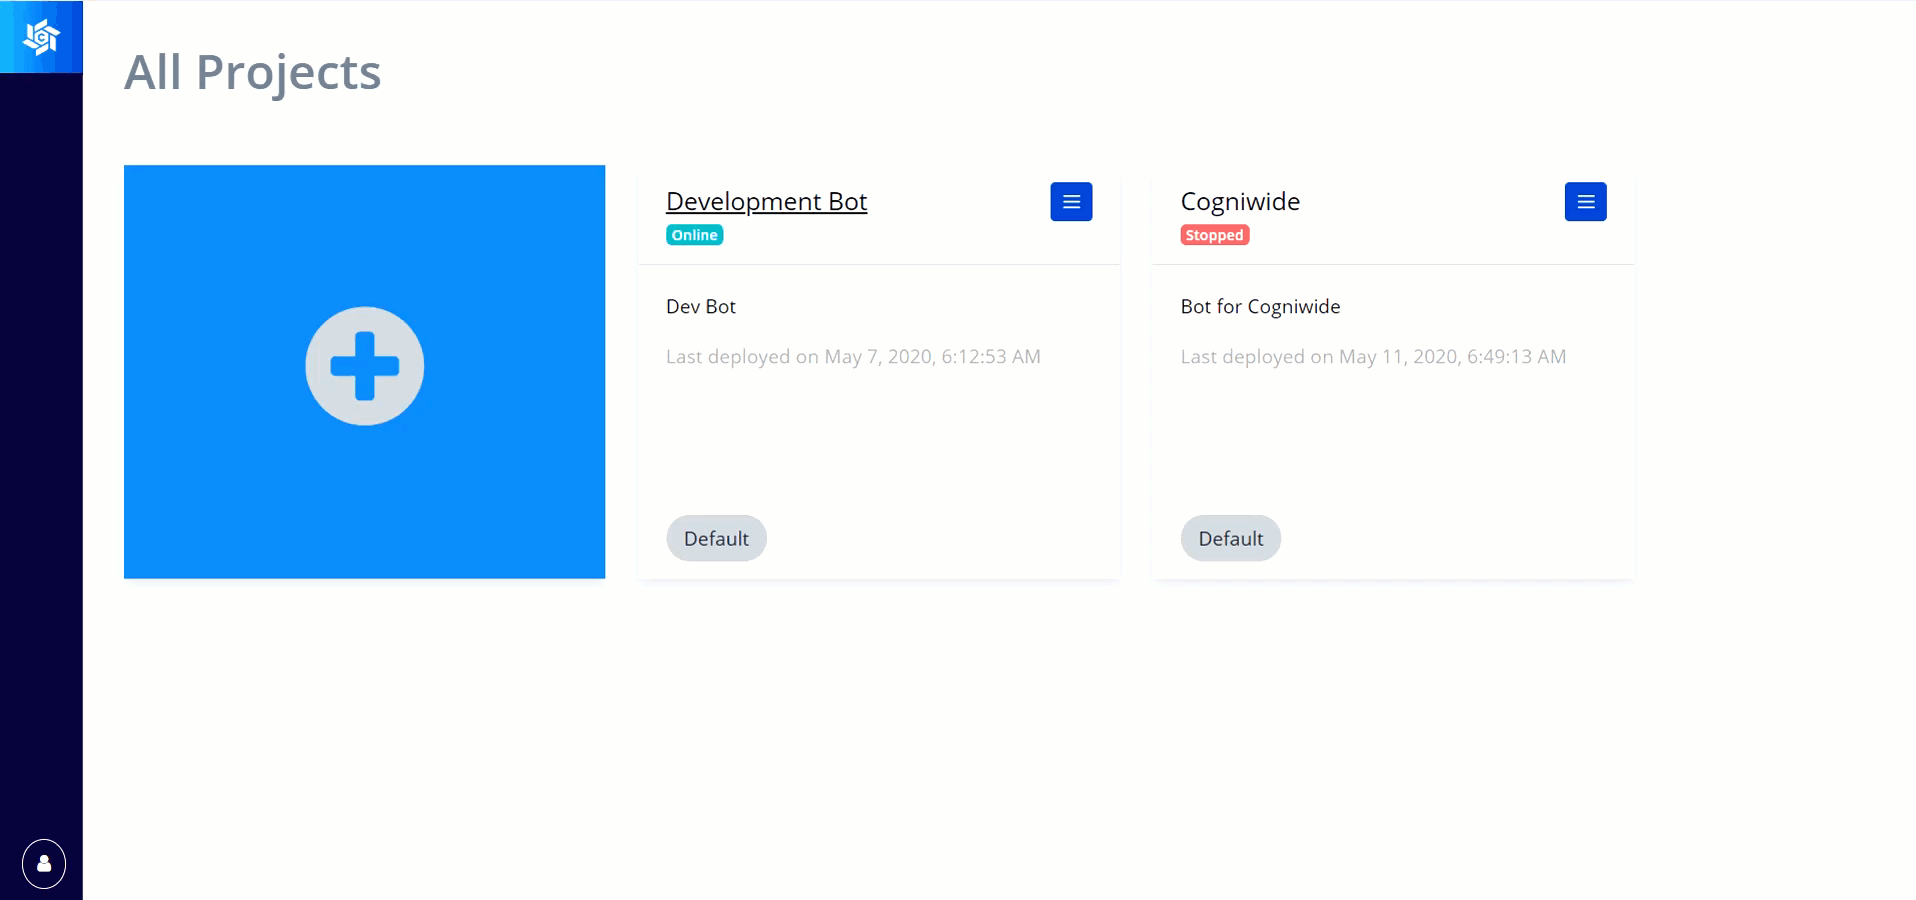 All Projects
Development Bot
Online
Dev Bot
Last deployed on May 7, 2020, 6:12:53 AM
Default
Cogniwide
Stopped
Bot for Cogniwide
Last deployed on May 11, 2020, 6:49:13 AM
Default